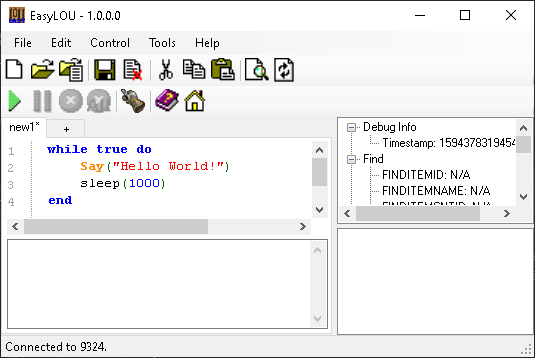 EasyLOU - 1.0.0.0
File Edit Control Tools Help
new1* +
1 while true do
2 Say("Hello World!")
3 sleep(1000)
4 end
Debug Info
Timestamp: 1594378319454
Find
FINDITEMID: N/A
FINDITEMNAME: N/A
FINDITEMCNTID: N/A
Connected to 9324.